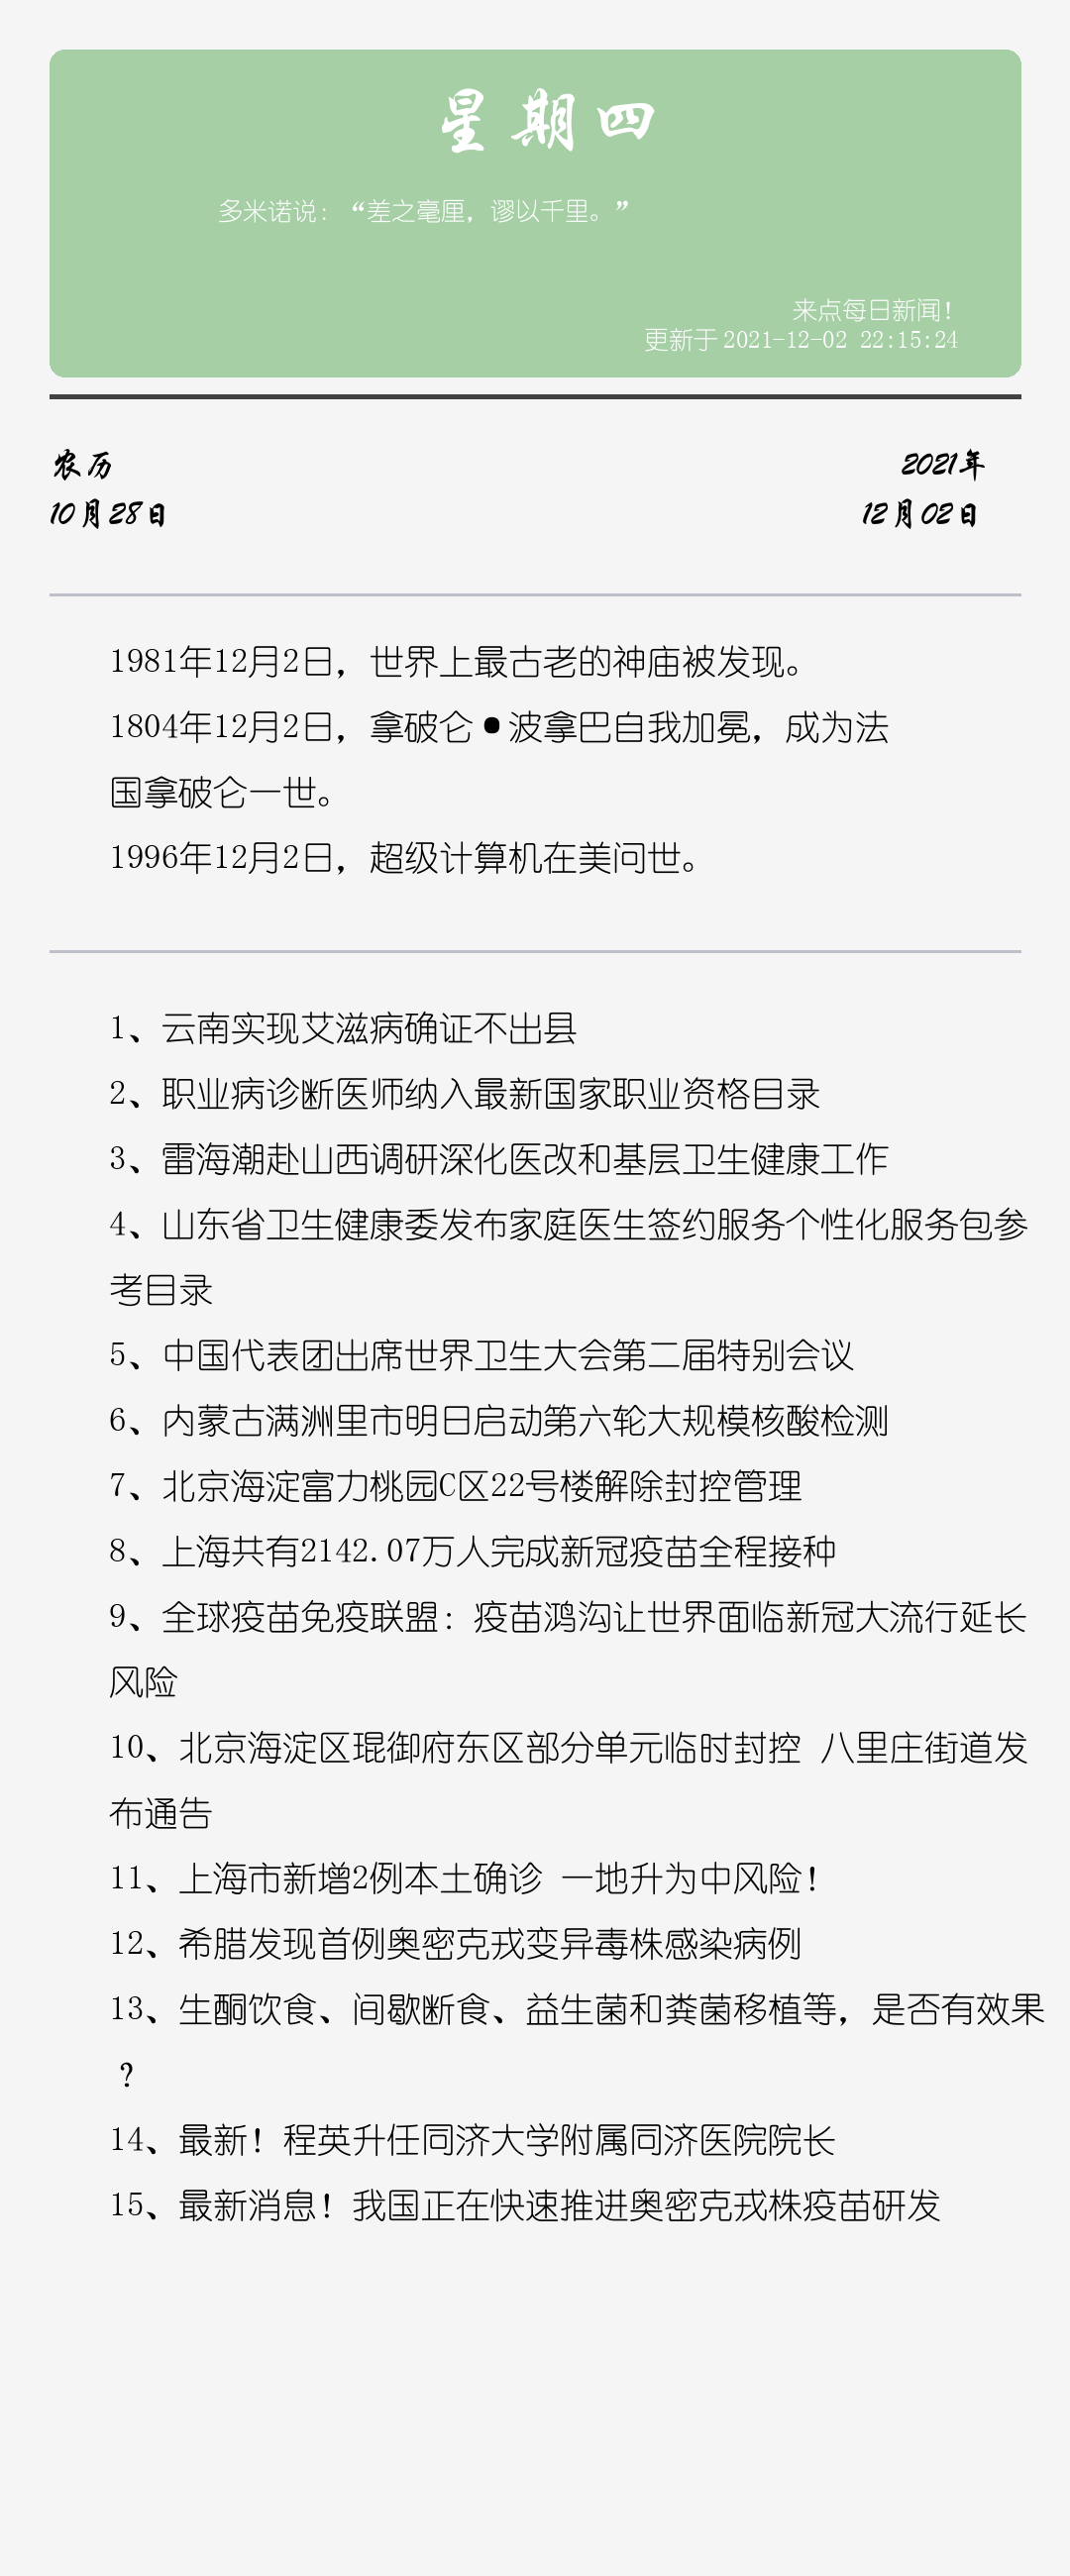 星期四
多米诺说：“差之毫厘，谬以千里。”
来点每日新闻！
更新于 2021-12-02 22:15:24
农历
2021年
10月28日
12月02日
1981年12月2日，世界上最古老的神庙被发现。
1804年12月2日，拿破仑•波拿巴自我加冕，成为法
国拿破仑一世。
1996年12月2日，超级计算机在美问世。
1、云南实现艾滋病确证不出县
2、职业病诊断医师纳入最新国家职业资格目录
3、雷海潮赴山西调研深化医改和基层卫生健康工作
4、山东省卫生健康委发布家庭医生签约服务个性化服务包参
考目录
5、中国代表团出席世界卫生大会第二届特别会议
6、内蒙古满洲里市明日启动第六轮大规模核酸检测
7、北京海淀富力桃园C区22号楼解除封控管理
8、上海共有2142.07万人完成新冠疫苗全程接种
9、全球疫苗免疫联盟：疫苗鸿沟让世界面临新冠大流行延长
风险
10、北京海淀区琨御府东区部分单元临时封控 八里庄街道发
布通告
11、上海市新增2例本土确诊 一地升为中风险！
12、希腊发现首例奥密克戎变异毒株感染病例
13、生酮饮食、间歇断食、益生菌和粪菌移植等，是否有效果
？
14、最新！程英升任同济大学附属同济医院院长
15、最新消息！我国正在快速推进奥密克戎株疫苗研发